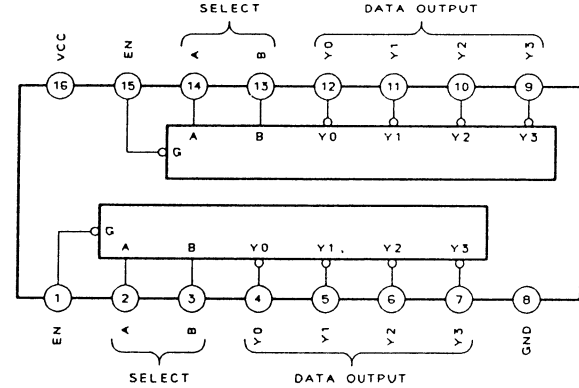 SELECT DATA OUTPUT
VCC EN A B Y0 Y1 Y2 Y3
16 15 14 13 12 11 10 9
A B Y0 Y1 Y2 Y3
G
G
A B Y0 Y1 Y2 Y3
1 2 3 4 5 6 7 8
EN A B Y0 Y1 Y2 Y3 GND
SELECT DATA OUTPUT